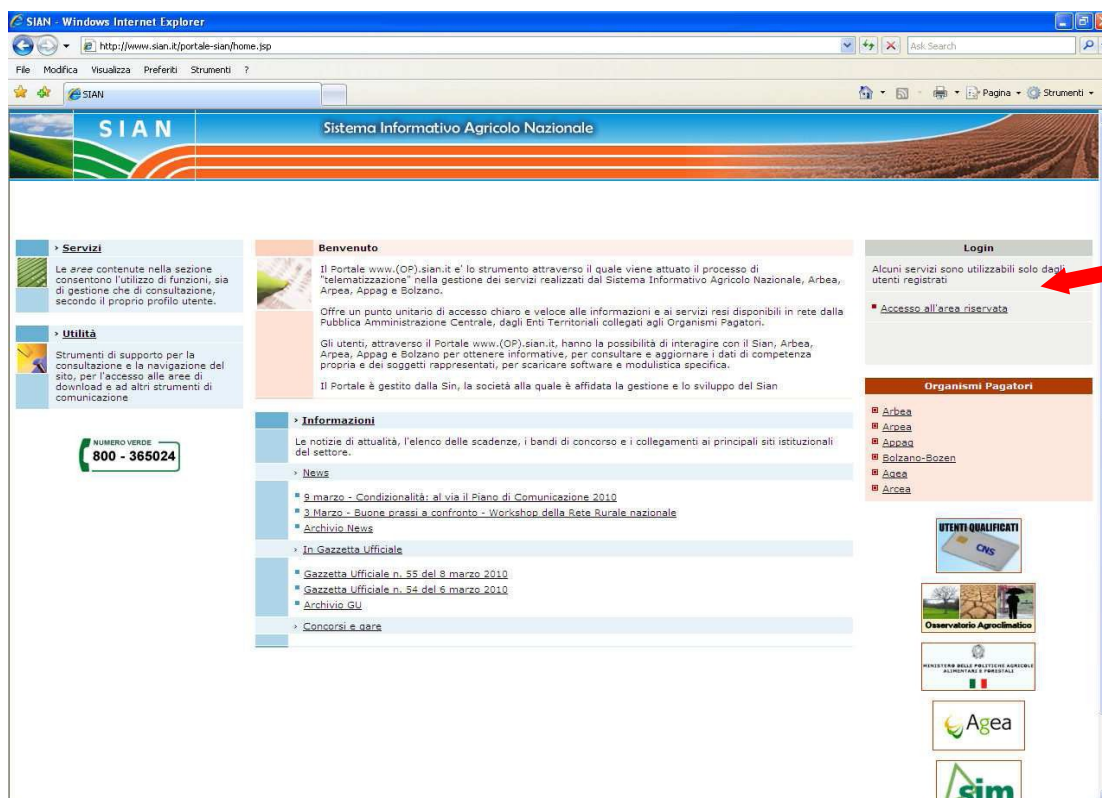 SIAN - Windows Internet Explorer
http://www.sian.it/portale-sian/home.jsp
Ask Search
File Modifica Visualizza Preferiti Strumenti ?
SIAN
Pagina
Strumenti
SIAN
Sistema Informativo Agricolo Nazionale
› Servizi
Le aree contenute nella sezione
consentono l'utilizzo di funzioni, sia
di gestione che di consultazione,
secondo il proprio profilo utente.
› Utilità
Strumenti di supporto per la
consultazione e la navigazione del
sito, per l'accesso alle aree di
download e ad altri strumenti di
comunicazione
NUMERO VERDE
800 - 365024
Benvenuto
Il Portale www.(OP).sian.it e' lo strumento attraverso il quale viene attuato il processo di
"telematizzazione" nella gestione dei servizi realizzati dal Sistema Informativo Agricolo Nazionale, Arbea,
Arpea, Appag e Bolzano.
Offre un punto unitario di accesso chiaro e veloce alle informazioni e ai servizi resi disponibili in rete dalla
Pubblica Amministrazione Centrale, dagli Enti Territoriali collegati agli Organismi Pagatori.
Gli utenti, attraverso il Portale www.(OP).sian.it, hanno la possibilità di interagire con il Sian, Arbea,
Arpea, Appag e Bolzano per ottenere informative, per consultare e aggiornare i dati di competenza
propria e dei soggetti rappresentati, per scaricare software e modulistica specifica.
Il Portale è gestito dalla Sin, la società alla quale è affidata la gestione e lo sviluppo del Sian
› Informazioni
Le notizie di attualità, l'elenco delle scadenze, i bandi di concorso e i collegamenti ai principali siti istituzionali
del settore.
› News
9 marzo - Condizionalità: al via il Piano di Comunicazione 2010
3 Marzo - Buone prassi a confronto - Workshop della Rete Rurale nazionale
Archivio News
› In Gazzetta Ufficiale
Gazzetta Ufficiale n. 55 del 8 marzo 2010
Gazzetta Ufficiale n. 54 del 6 marzo 2010
Archivio GU
› Concorsi e gare
Login
Alcuni servizi sono utilizzabili solo dagli
utenti registrati
Accesso all'area riservata
Organismi Pagatori
Arbea
Arpea
Appag
Bolzano-Bozen
Agea
Arcea
UTENTI QUALIFICATI
CNS
Osservatorio Agroclimatico
MINISTERO DELLE POLITICHE AGRICOLE
ALIMENTARI E FORESTALI
Agea
sim